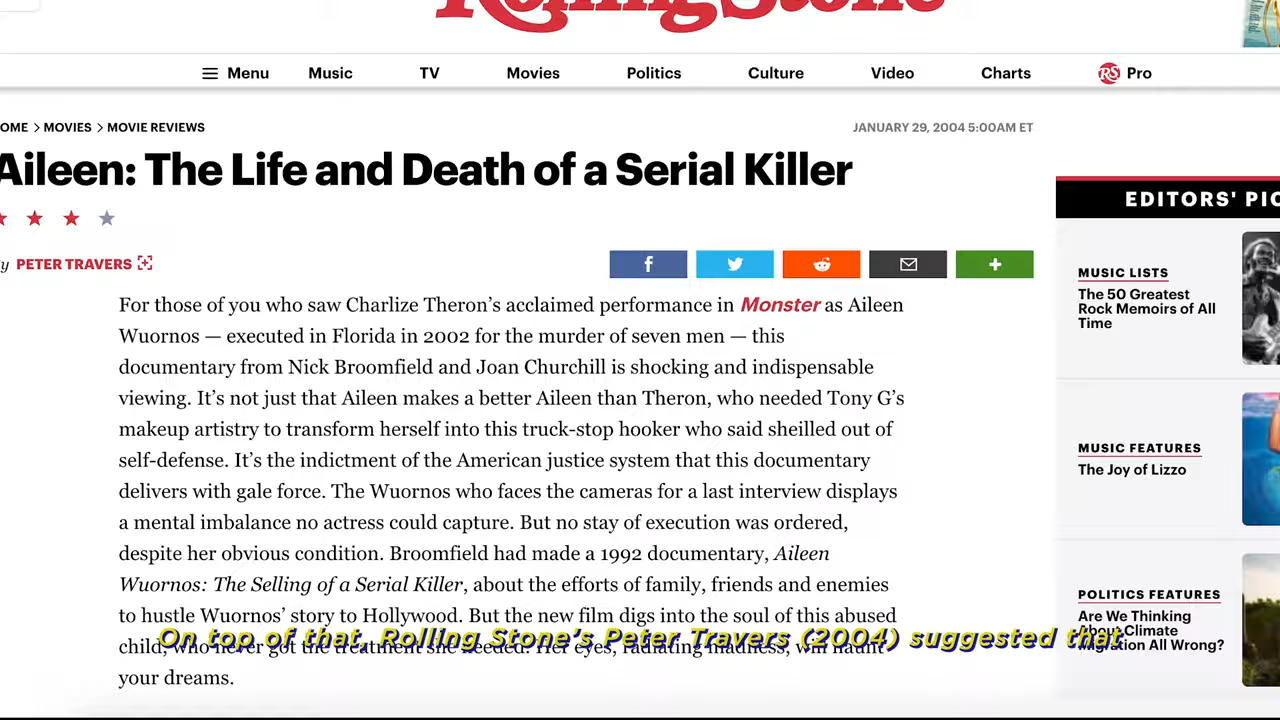 RollingStone
Menu Music TV Movies Politics Culture Video Charts RS Pro
OME > MOVIES > MOVIE REVIEWS
JANUARY 29, 2004 5:00AM ET
Aileen: The Life and Death of a Serial Killer
y PETER TRAVERS
For those of you who saw Charlize Theron’s acclaimed performance in Monster as Aileen
Wuornos — executed in Florida in 2002 for the murder of seven men — this
documentary from Nick Broomfield and Joan Churchill is shocking and indispensable
viewing. It’s not just that Aileen makes a better Aileen than Theron, who needed Tony G’s
makeup artistry to transform herself into this truck-stop hooker who said sheilled out of
self-defense. It’s the indictment of the American justice system that this documentary
delivers with gale force. The Wuornos who faces the cameras for a last interview displays
a mental imbalance no actress could capture. But no stay of execution was ordered,
despite her obvious condition. Broomfield had made a 1992 documentary, Aileen
Wuornos: The Selling of a Serial Killer, about the efforts of family, friends and enemies
to hustle Wuornos’ story to Hollywood. But the new film digs into the soul of this abused
child, who never got the treatment she needed. Her eyes, radiating madness, will haunt
your dreams.
On top of that, Rolling Stone’s Peter Travers (2004) suggested that
EDITORS' PIC
MUSIC LISTS
The 50 Greatest
Rock Memoirs of All
Time
MUSIC FEATURES
The Joy of Lizzo
POLITICS FEATURES
Are We Thinking
Climate
Migration All Wrong?